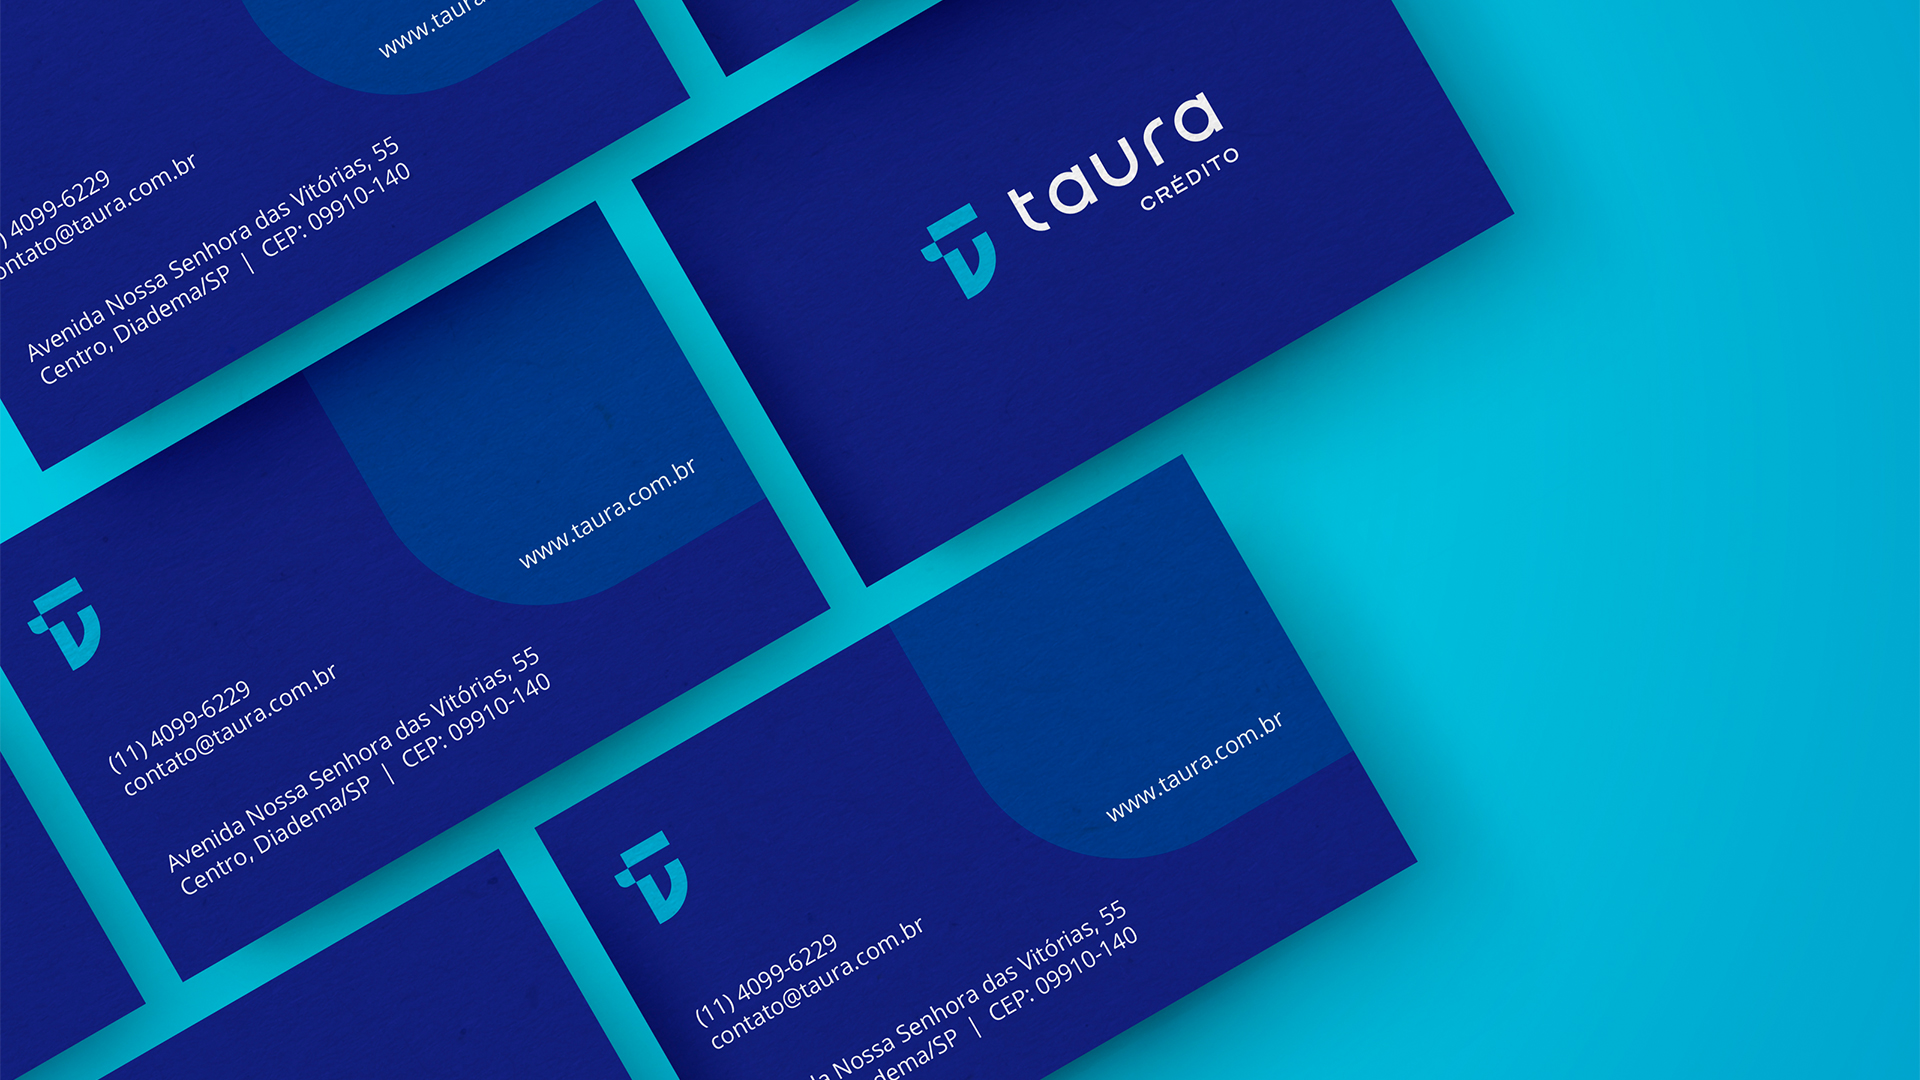 www.taura
) 4099-6229
ontato@taura.com.br
Avenida Nossa Senhora das Vitórias, 55
Centro, Diadema/SP | CEP: 09910-140
taura
CRÉDITO
www.taura.com.br
(11) 4099-6229
contato@taura.com.br
Avenida Nossa Senhora das Vitórias, 55
Centro, Diadema/SP | CEP: 09910-140
www.taura.com.br
(11) 4099-6229
contato@taura.com.br
Nossa Senhora das Vitórias, 55
dema/SP | CEP: 09910-140